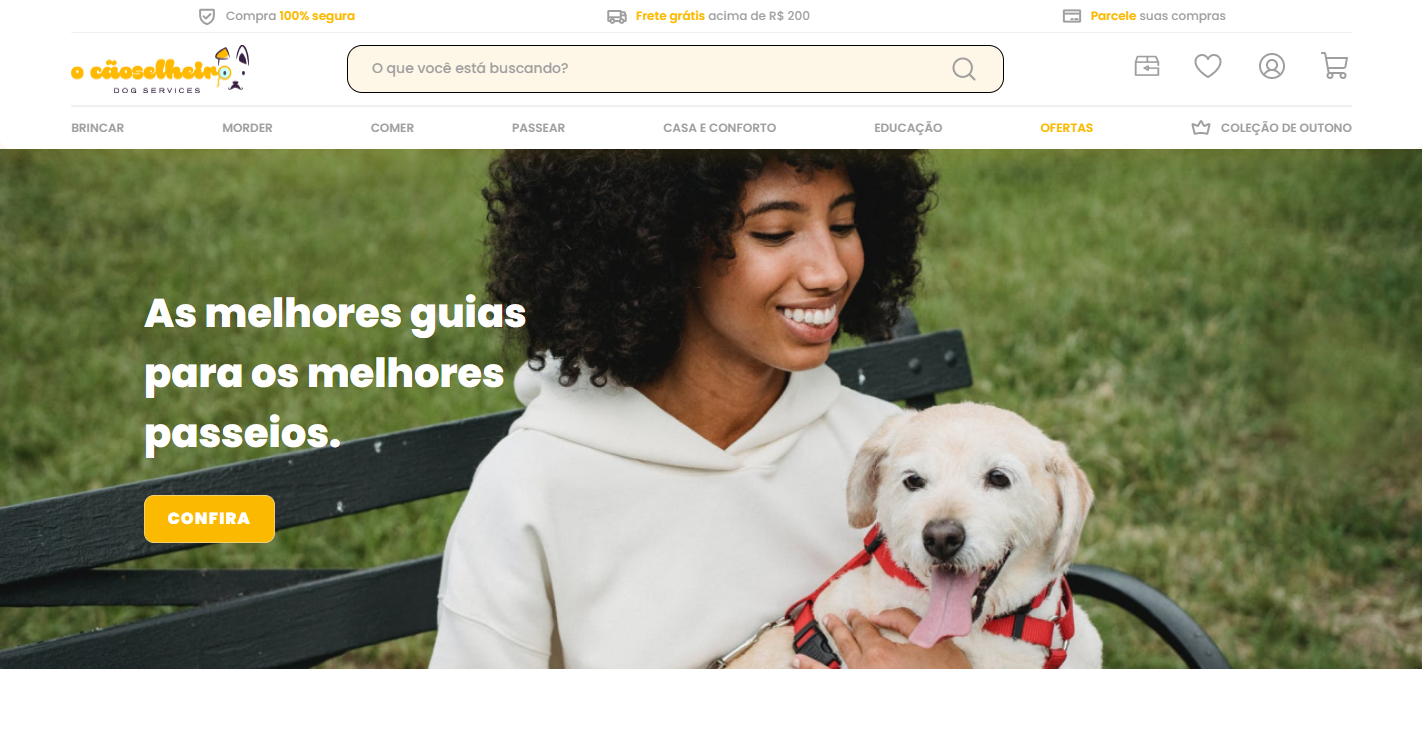 Compra 100% segura
Frete grátis acima de R$ 200
Parcele suas compras
o cãoselheiro
DOG SERVICES
O que você está buscando?
BRINCAR
MORDER
COMER
PASSEAR
CASA E CONFORTO
EDUCAÇÃO
OFERTAS
COLEÇÃO DE OUTONO
As melhores guias
para os melhores
passeios.
CONFIRA